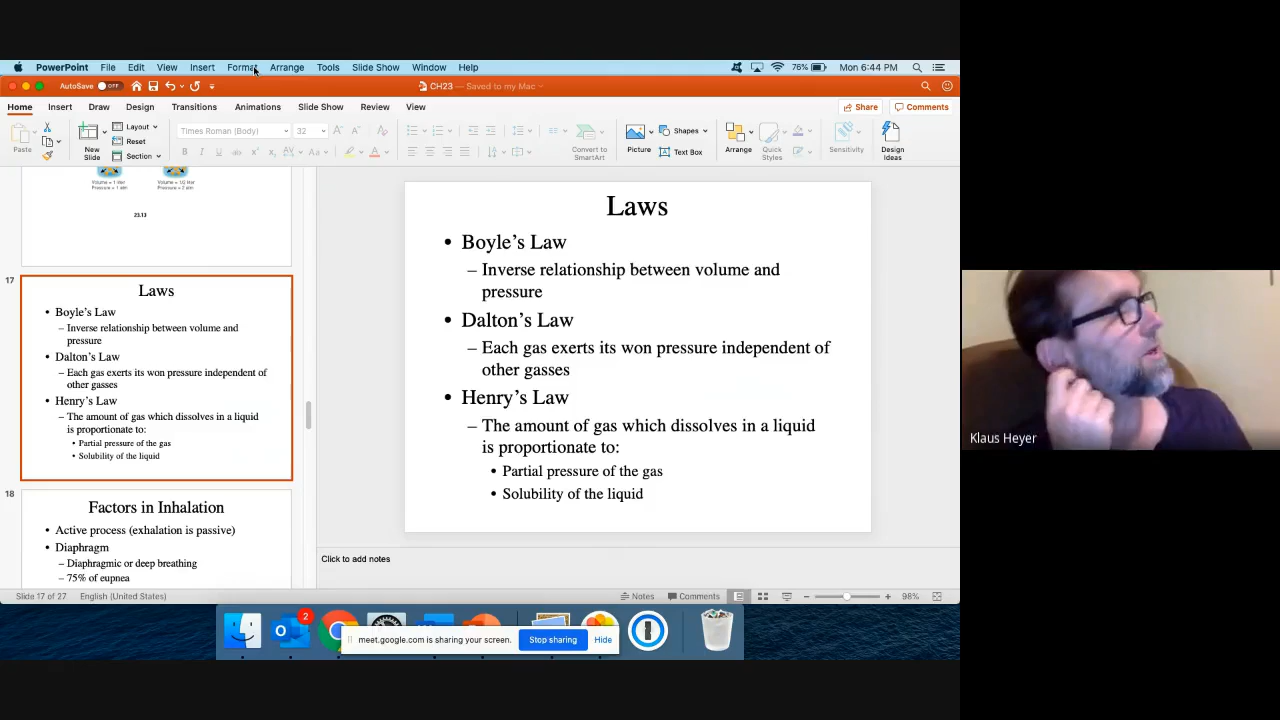 PowerPoint File Edit View Insert Format Arrange Tools Slide Show Window Help 76% Mon 6:44 PM
AutoSave OFF CH23 — Saved to my Mac
Home Insert Draw Design Transitions Animations Slide Show Review View Share Comments
Paste New Slide Layout Reset Section Times Roman (Body) 32 Convert to SmartArt Picture Shapes Text Box Arrange Quick Styles Sensitivity Design Ideas
Volume = 1 liter
Pressure = 1 atm
Volume = 1/2 liter
Pressure = 2 atm
23.13
17
Laws
• Boyle’s Law
– Inverse relationship between volume and
pressure
• Dalton’s Law
– Each gas exerts its won pressure independent of
other gasses
• Henry’s Law
– The amount of gas which dissolves in a liquid
is proportionate to:
• Partial pressure of the gas
• Solubility of the liquid
18
Factors in Inhalation
• Active process (exhalation is passive)
• Diaphragm
– Diaphragmic or deep breathing
– 75% of eupnea
Laws
• Boyle’s Law
– Inverse relationship between volume and
pressure
• Dalton’s Law
– Each gas exerts its won pressure independent of
other gasses
• Henry’s Law
– The amount of gas which dissolves in a liquid
is proportionate to:
• Partial pressure of the gas
• Solubility of the liquid
Click to add notes
Slide 17 of 27 English (United States) Notes Comments 98%
2
meet.google.com is sharing your screen. Stop sharing Hide
Klaus Heyer